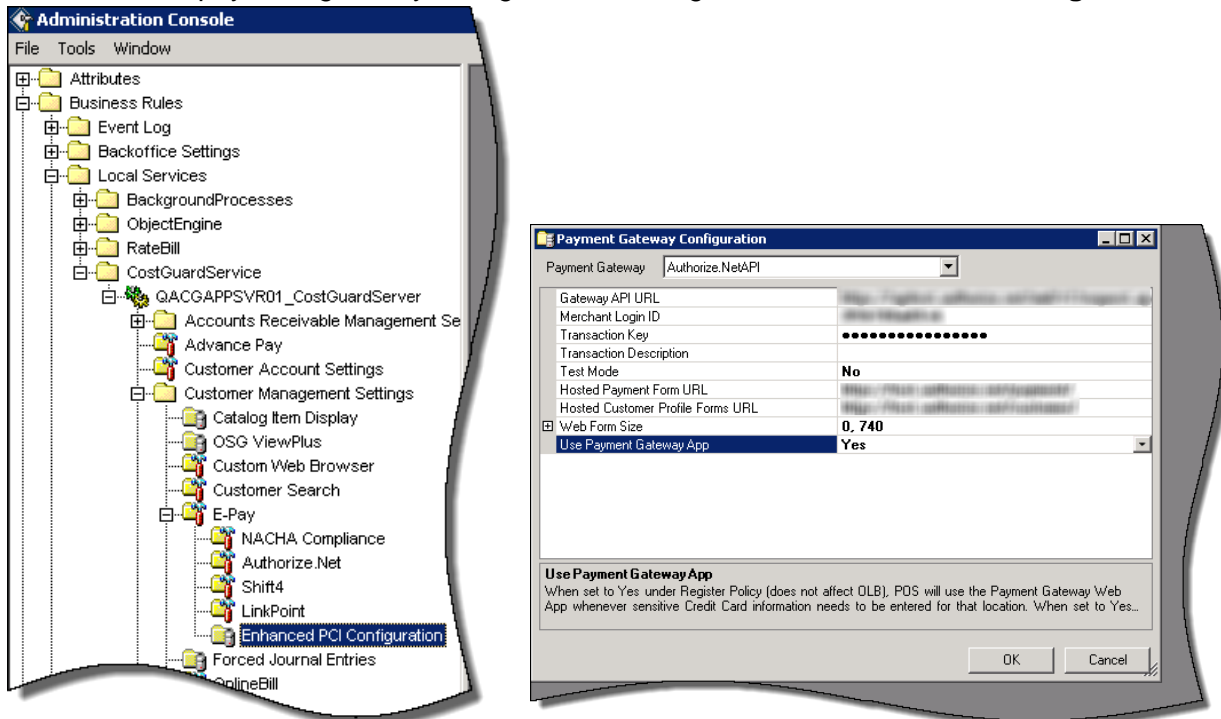 Administration Console
File Tools Window
Attributes
Business Rules
Event Log
Backoffice Settings
Local Services
BackgroundProcesses
ObjectEngine
RateBill
CostGuardService
QACGAPPSVR01_CostGuardServer
Accounts Receivable Management Se
Advance Pay
Customer Account Settings
Customer Management Settings
Catalog Item Display
OSG ViewPlus
Custom Web Browser
Customer Search
E-Pay
NACHA Compliance
Authorize.Net
Shift4
LinkPoint
Enhanced PCI Configuration
Forced Journal Entries
OnlineBill
Payment Gateway Configuration
Payment Gateway Authorize.NetAPI
Gateway API URL
Merchant Login ID
Transaction Key ●●●●●●●●●●●●●●●●
Transaction Description
Test Mode No
Hosted Payment Form URL
Hosted Customer Profile Forms URL
Web Form Size 0, 740
Use Payment Gateway App Yes
Use Payment Gateway App
When set to Yes under Register Policy (does not affect OLB), POS will use the Payment Gateway Web
App whenever sensitive Credit Card information needs to be entered for that location. When set to Yes...
OK Cancel